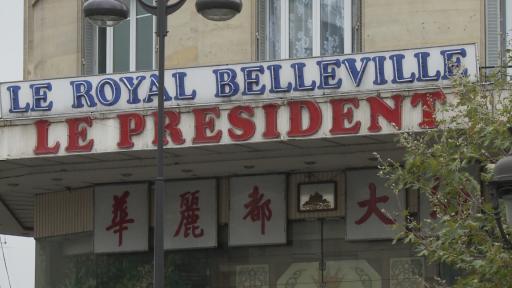 LE ROYAL BELLEVILLE
LE PRESIDENT
華麗都大